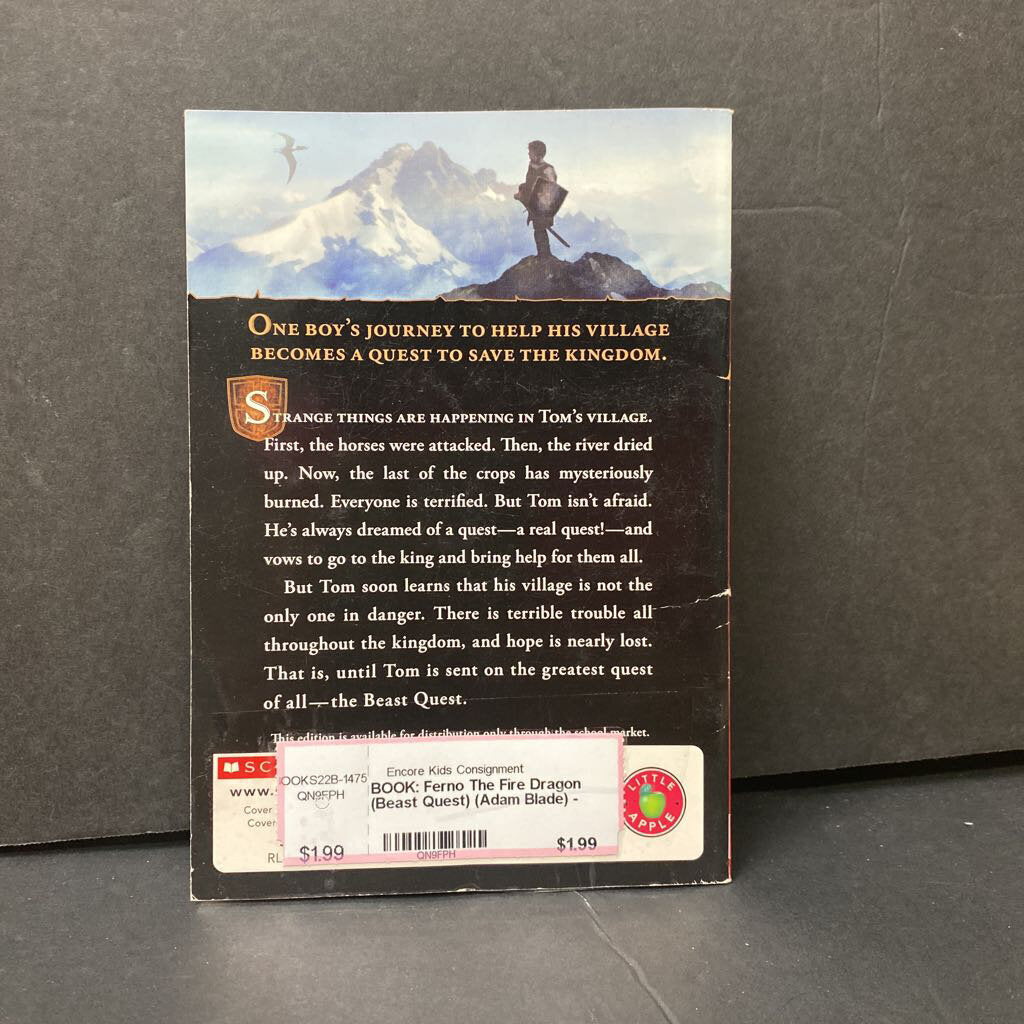 ONE BOY'S JOURNEY TO HELP HIS VILLAGE
BECOMES A QUEST TO SAVE THE KINGDOM.
STRANGE THINGS ARE HAPPENING IN TOM'S VILLAGE.
First, the horses were attacked. Then, the river dried
up. Now, the last of the crops has mysteriously
burned. Everyone is terrified. But Tom isn't afraid.
He's always dreamed of a quest—a real quest!—and
vows to go to the king and bring help for them all.
But Tom soon learns that his village is not the
only one in danger. There is terrible trouble all
throughout the kingdom, and hope is nearly lost.
That is, until Tom is sent on the greatest quest
of all—the Beast Quest.
This edition is available for distribution only through the school market.
SC
www.
Cover
Cover
RL
OOKS22B-1475
QN9FPH
$1.99
Encore Kids Consignment
BOOK: Ferno The Fire Dragon
(Beast Quest) (Adam Blade) -
QN9FPH
$1.99
LITTLE
APPLE